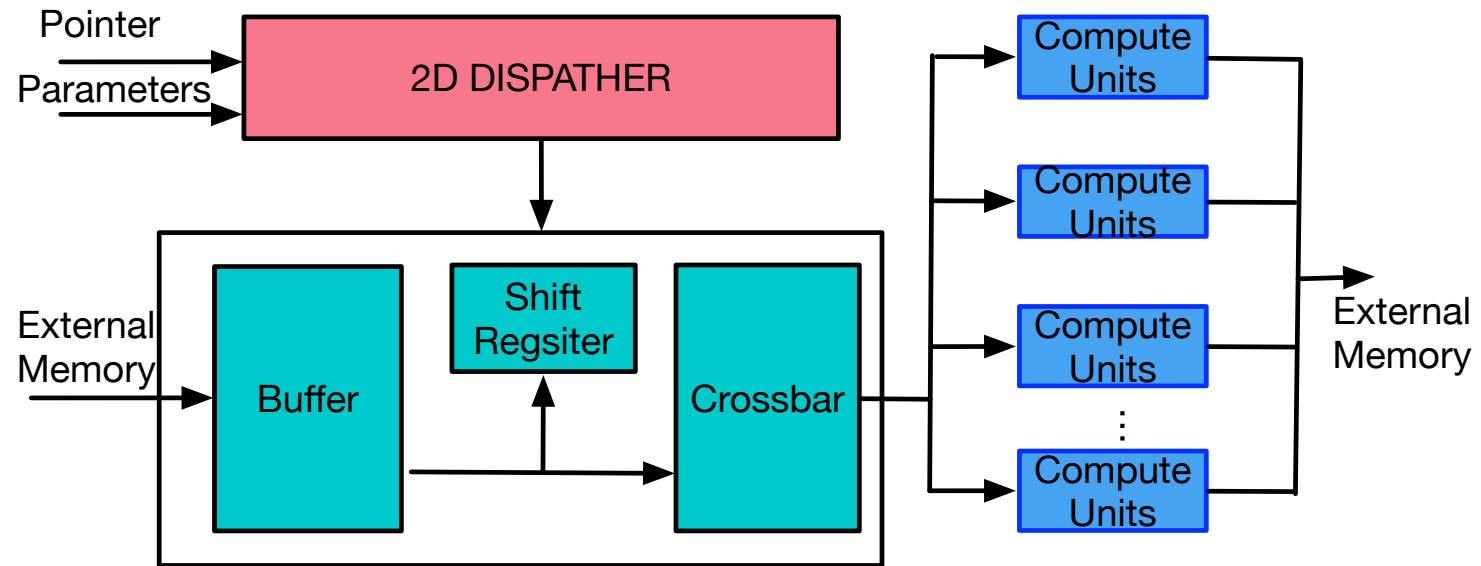 Pointer
Parameters
2D DISPATHER
External
Memory
Buffer
Shift
Regsiter
Crossbar
Compute
Units
Compute
Units
Compute
Units
⋮
Compute
Units
External
Memory